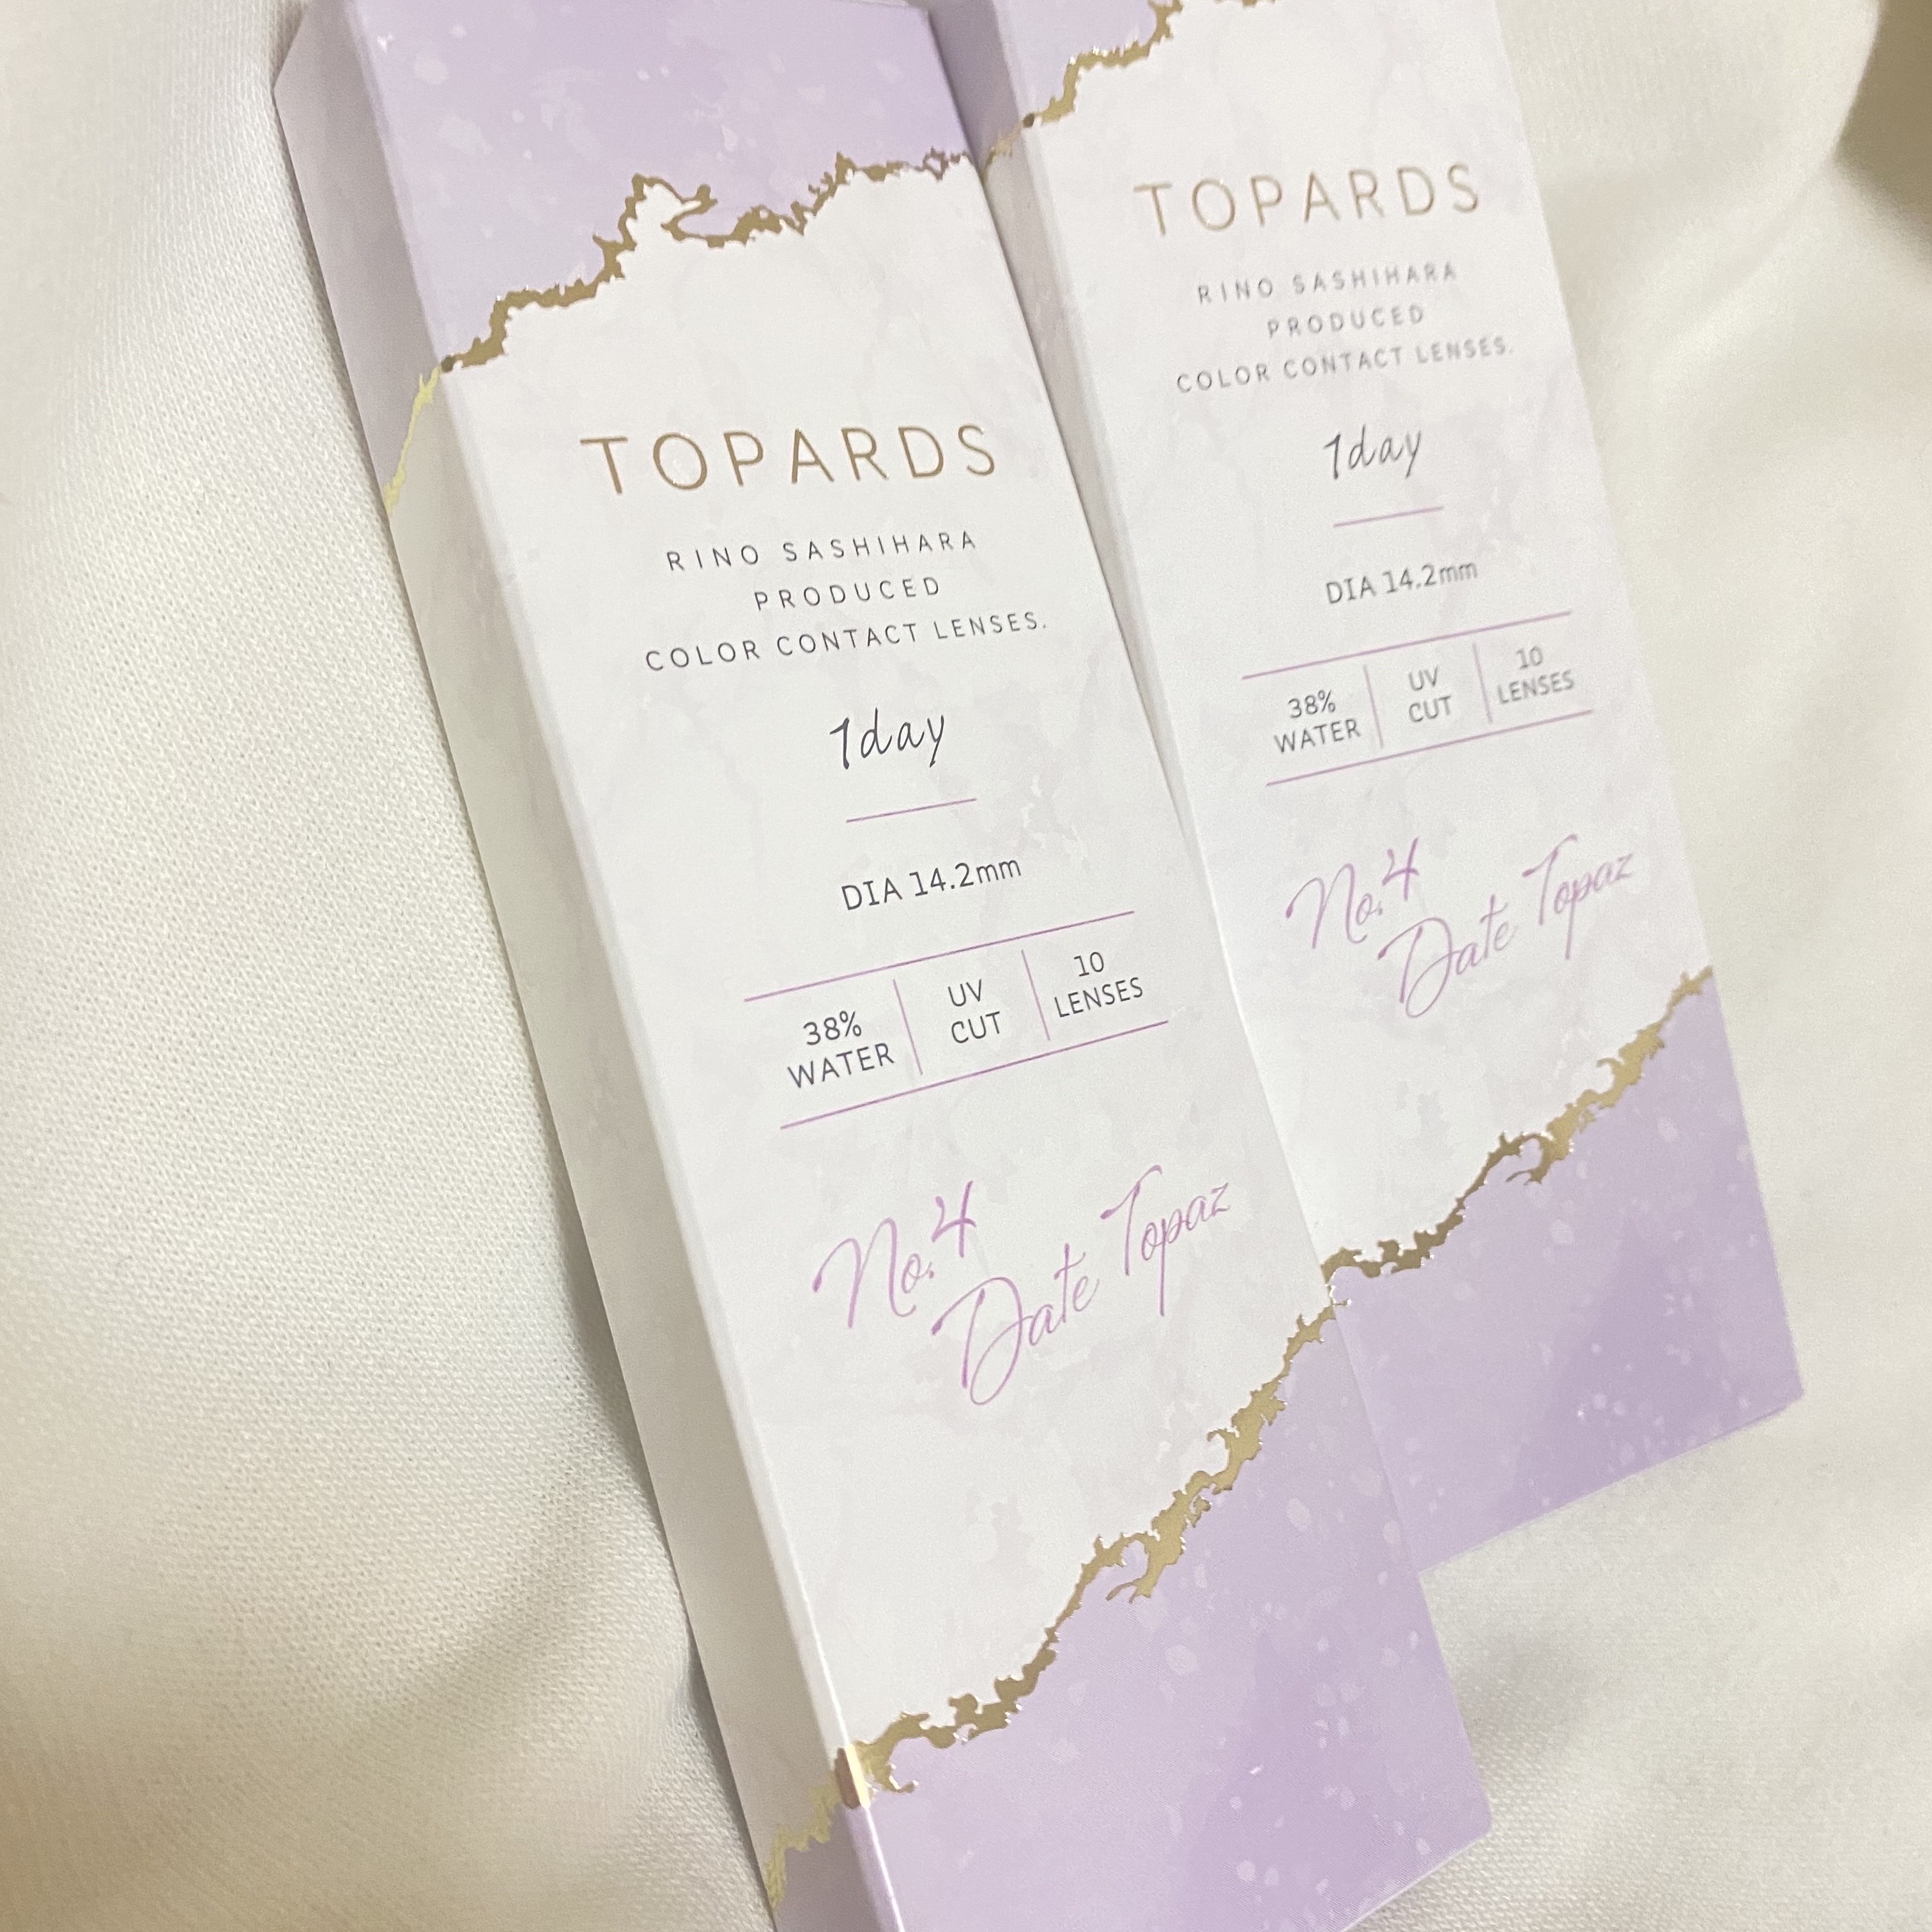 TOPARDS
RINO SASHIHARA
PRODUCED
COLOR CONTACT LENSES.
1day
DIA 14.2mm
38%
WATER
UV
CUT
10
LENSES
No.4
Date Topaz
TOPARDS
RINO SASHIHARA
PRODUCED
COLOR CONTACT LENSES.
1day
DIA 14.2mm
38%
WATER
UV
CUT
10
LENSES
No.4
Date Topaz